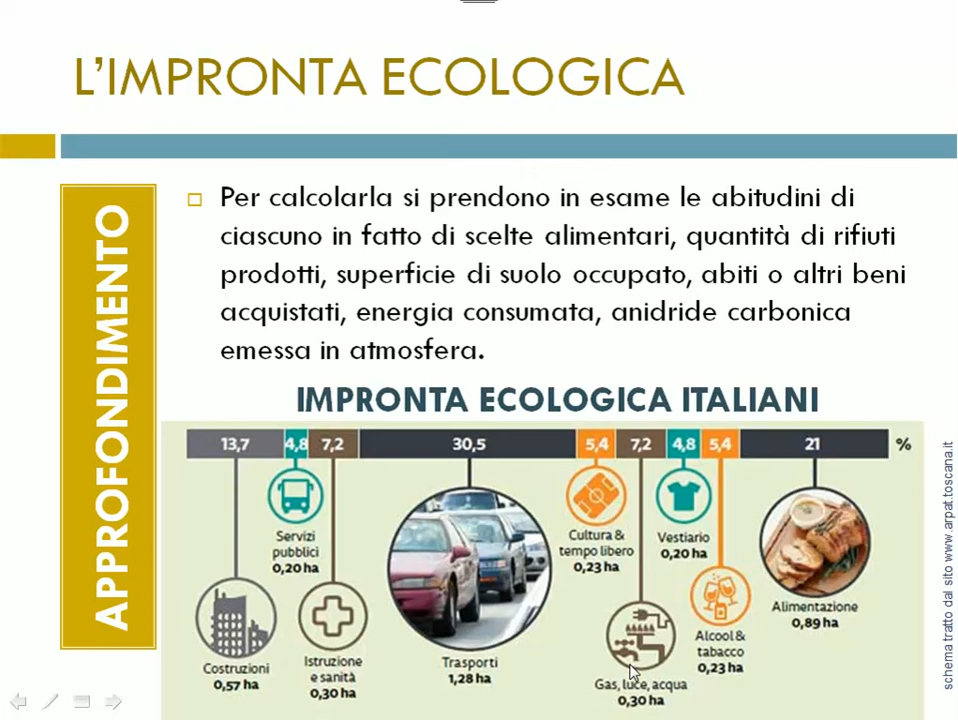 L'IMPRONTA ECOLOGICA
APPROFONDIMENTO
Per calcolarla si prendono in esame le abitudini di
ciascuno in fatto di scelte alimentari, quantità di rifiuti
prodotti, superficie di suolo occupato, abiti o altri beni
acquistati, energia consumata, anidride carbonica
emessa in atmosfera.
IMPRONTA ECOLOGICA ITALIANI
13,7 4,8 7,2 30,5 5,4 7,2 4,8 5,4 21 %
Costruzioni
0,57 ha
Servizi
pubblici
0,20 ha
Istruzione
e sanità
0,30 ha
Trasporti
1,28 ha
Cultura &
tempo libero
0,23 ha
Gas, luce, acqua
0,30 ha
Vestiario
0,20 ha
Alcool &
tabacco
0,23 ha
Alimentazione
0,89 ha
schema tratto dal sito www.arpat.toscana.it